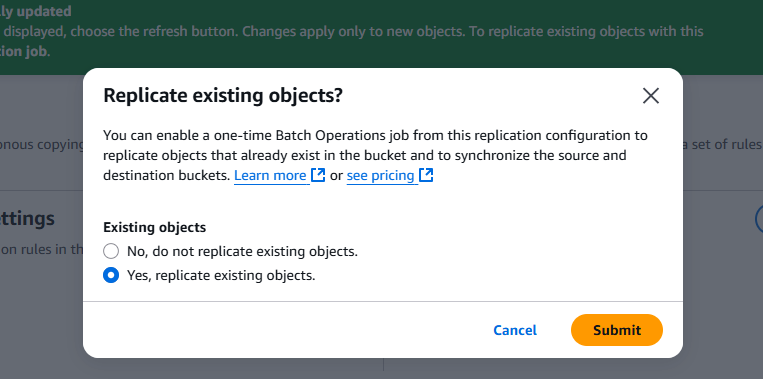 lly updated
displayed, choose the refresh button. Changes apply only to new objects. To replicate existing objects with this
tion job.
Replicate existing objects?
You can enable a one-time Batch Operations job from this replication configuration to
replicate objects that already exist in the bucket and to synchronize the source and
destination buckets. Learn more or see pricing
onous copying
a set of rules
ettings
on rules in th
Existing objects
No, do not replicate existing objects.
Yes, replicate existing objects.
Cancel
Submit